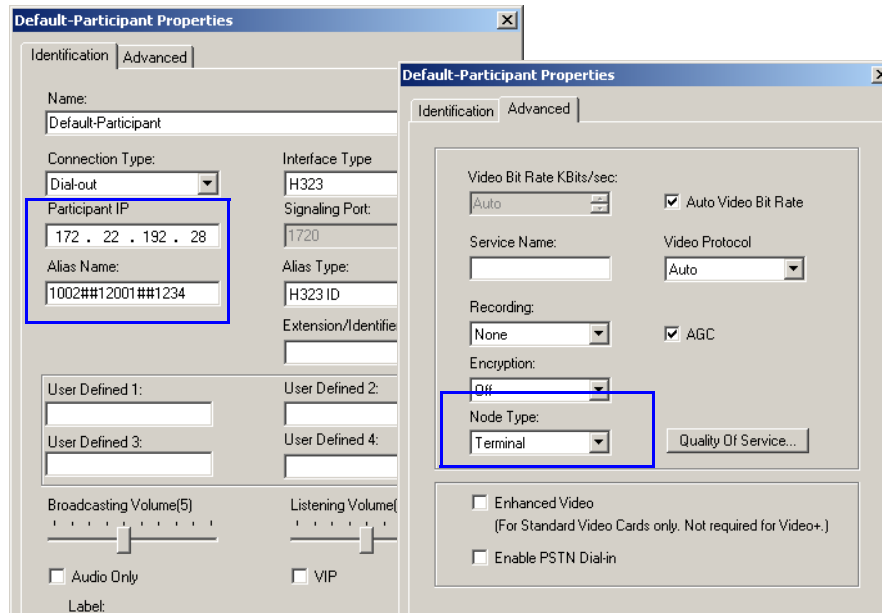 Default-Participant Properties
Identification
Advanced
Name:
Default-Participant
Connection Type:
Interface Type
Dial-out
H323
Participant IP
Signaling Port:
172 . 22 . 192 . 28
1720
Alias Name:
Alias Type:
1002##12001##1234
H323 ID
Extension/Identifie
User Defined 1:
User Defined 2:
User Defined 3:
User Defined 4:
Broadcasting Volume(5)
Listening Volume(
Audio Only
VIP
Label:
Default-Participant Properties
Identification
Advanced
Video Bit Rate KBits/sec:
Auto
Auto Video Bit Rate
Service Name:
Video Protocol
Auto
Recording:
None
AGC
Encryption:
Off
Node Type:
Terminal
Quality Of Service...
Enhanced Video
(For Standard Video Cards only. Not required for Video+.)
Enable PSTN Dial-in